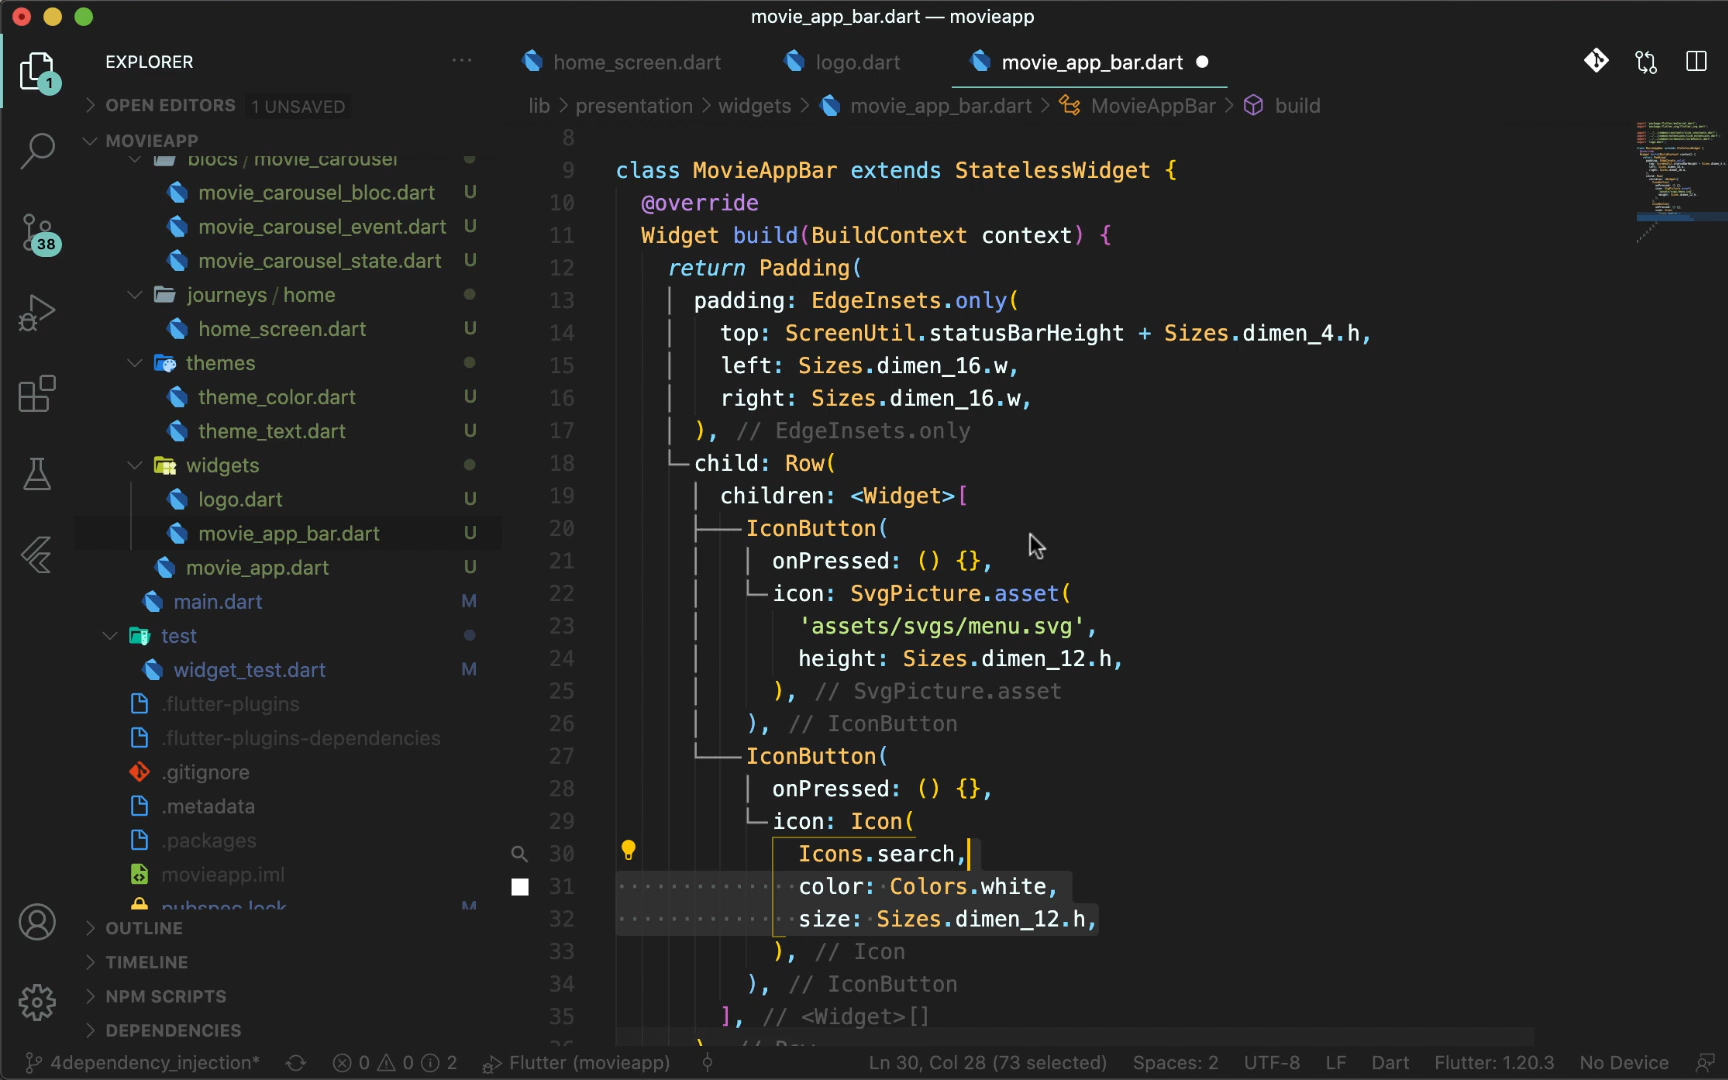 movie_app_bar.dart — movieapp
EXPLORER
...
home_screen.dart
logo.dart
movie_app_bar.dart
1
OPEN EDITORS 1 UNSAVED
lib > presentation > widgets > movie_app_bar.dart > MovieAppBar > build
MOVIEAPP
blocs / movie_carousel
movie_carousel_bloc.dart U
movie_carousel_event.dart U
movie_carousel_state.dart U
38
journeys / home
home_screen.dart U
themes
theme_color.dart U
theme_text.dart U
widgets
logo.dart U
movie_app_bar.dart U
movie_app.dart U
main.dart M
test
widget_test.dart M
.flutter-plugins
.flutter-plugins-dependencies
.gitignore
.metadata
.packages
movieapp.iml
pubspec.lock M
OUTLINE
TIMELINE
NPM SCRIPTS
DEPENDENCIES
8
9 class MovieAppBar extends StatelessWidget {
10 @override
11 Widget build(BuildContext context) {
12 return Padding(
13 padding: EdgeInsets.only(
14 top: ScreenUtil.statusBarHeight + Sizes.dimen_4.h,
15 left: Sizes.dimen_16.w,
16 right: Sizes.dimen_16.w,
17 ), // EdgeInsets.only
18 child: Row(
19 children: <Widget>[
20 IconButton(
21 onPressed: () {},
22 icon: SvgPicture.asset(
23 'assets/svgs/menu.svg',
24 height: Sizes.dimen_12.h,
25 ), // SvgPicture.asset
26 ), // IconButton
27 IconButton(
28 onPressed: () {},
29 icon: Icon(
30 Icons.search,
31 color: Colors.white,
32 size: Sizes.dimen_12.h,
33 ), // Icon
34 ), // IconButton
35 ], // <Widget>[]
36 ), // Row
4dependency_injection* 0 0 2 Flutter (movieapp) Ln 30, Col 28 (73 selected) Spaces: 2 UTF-8 LF Dart Flutter: 1.20.3 No Device